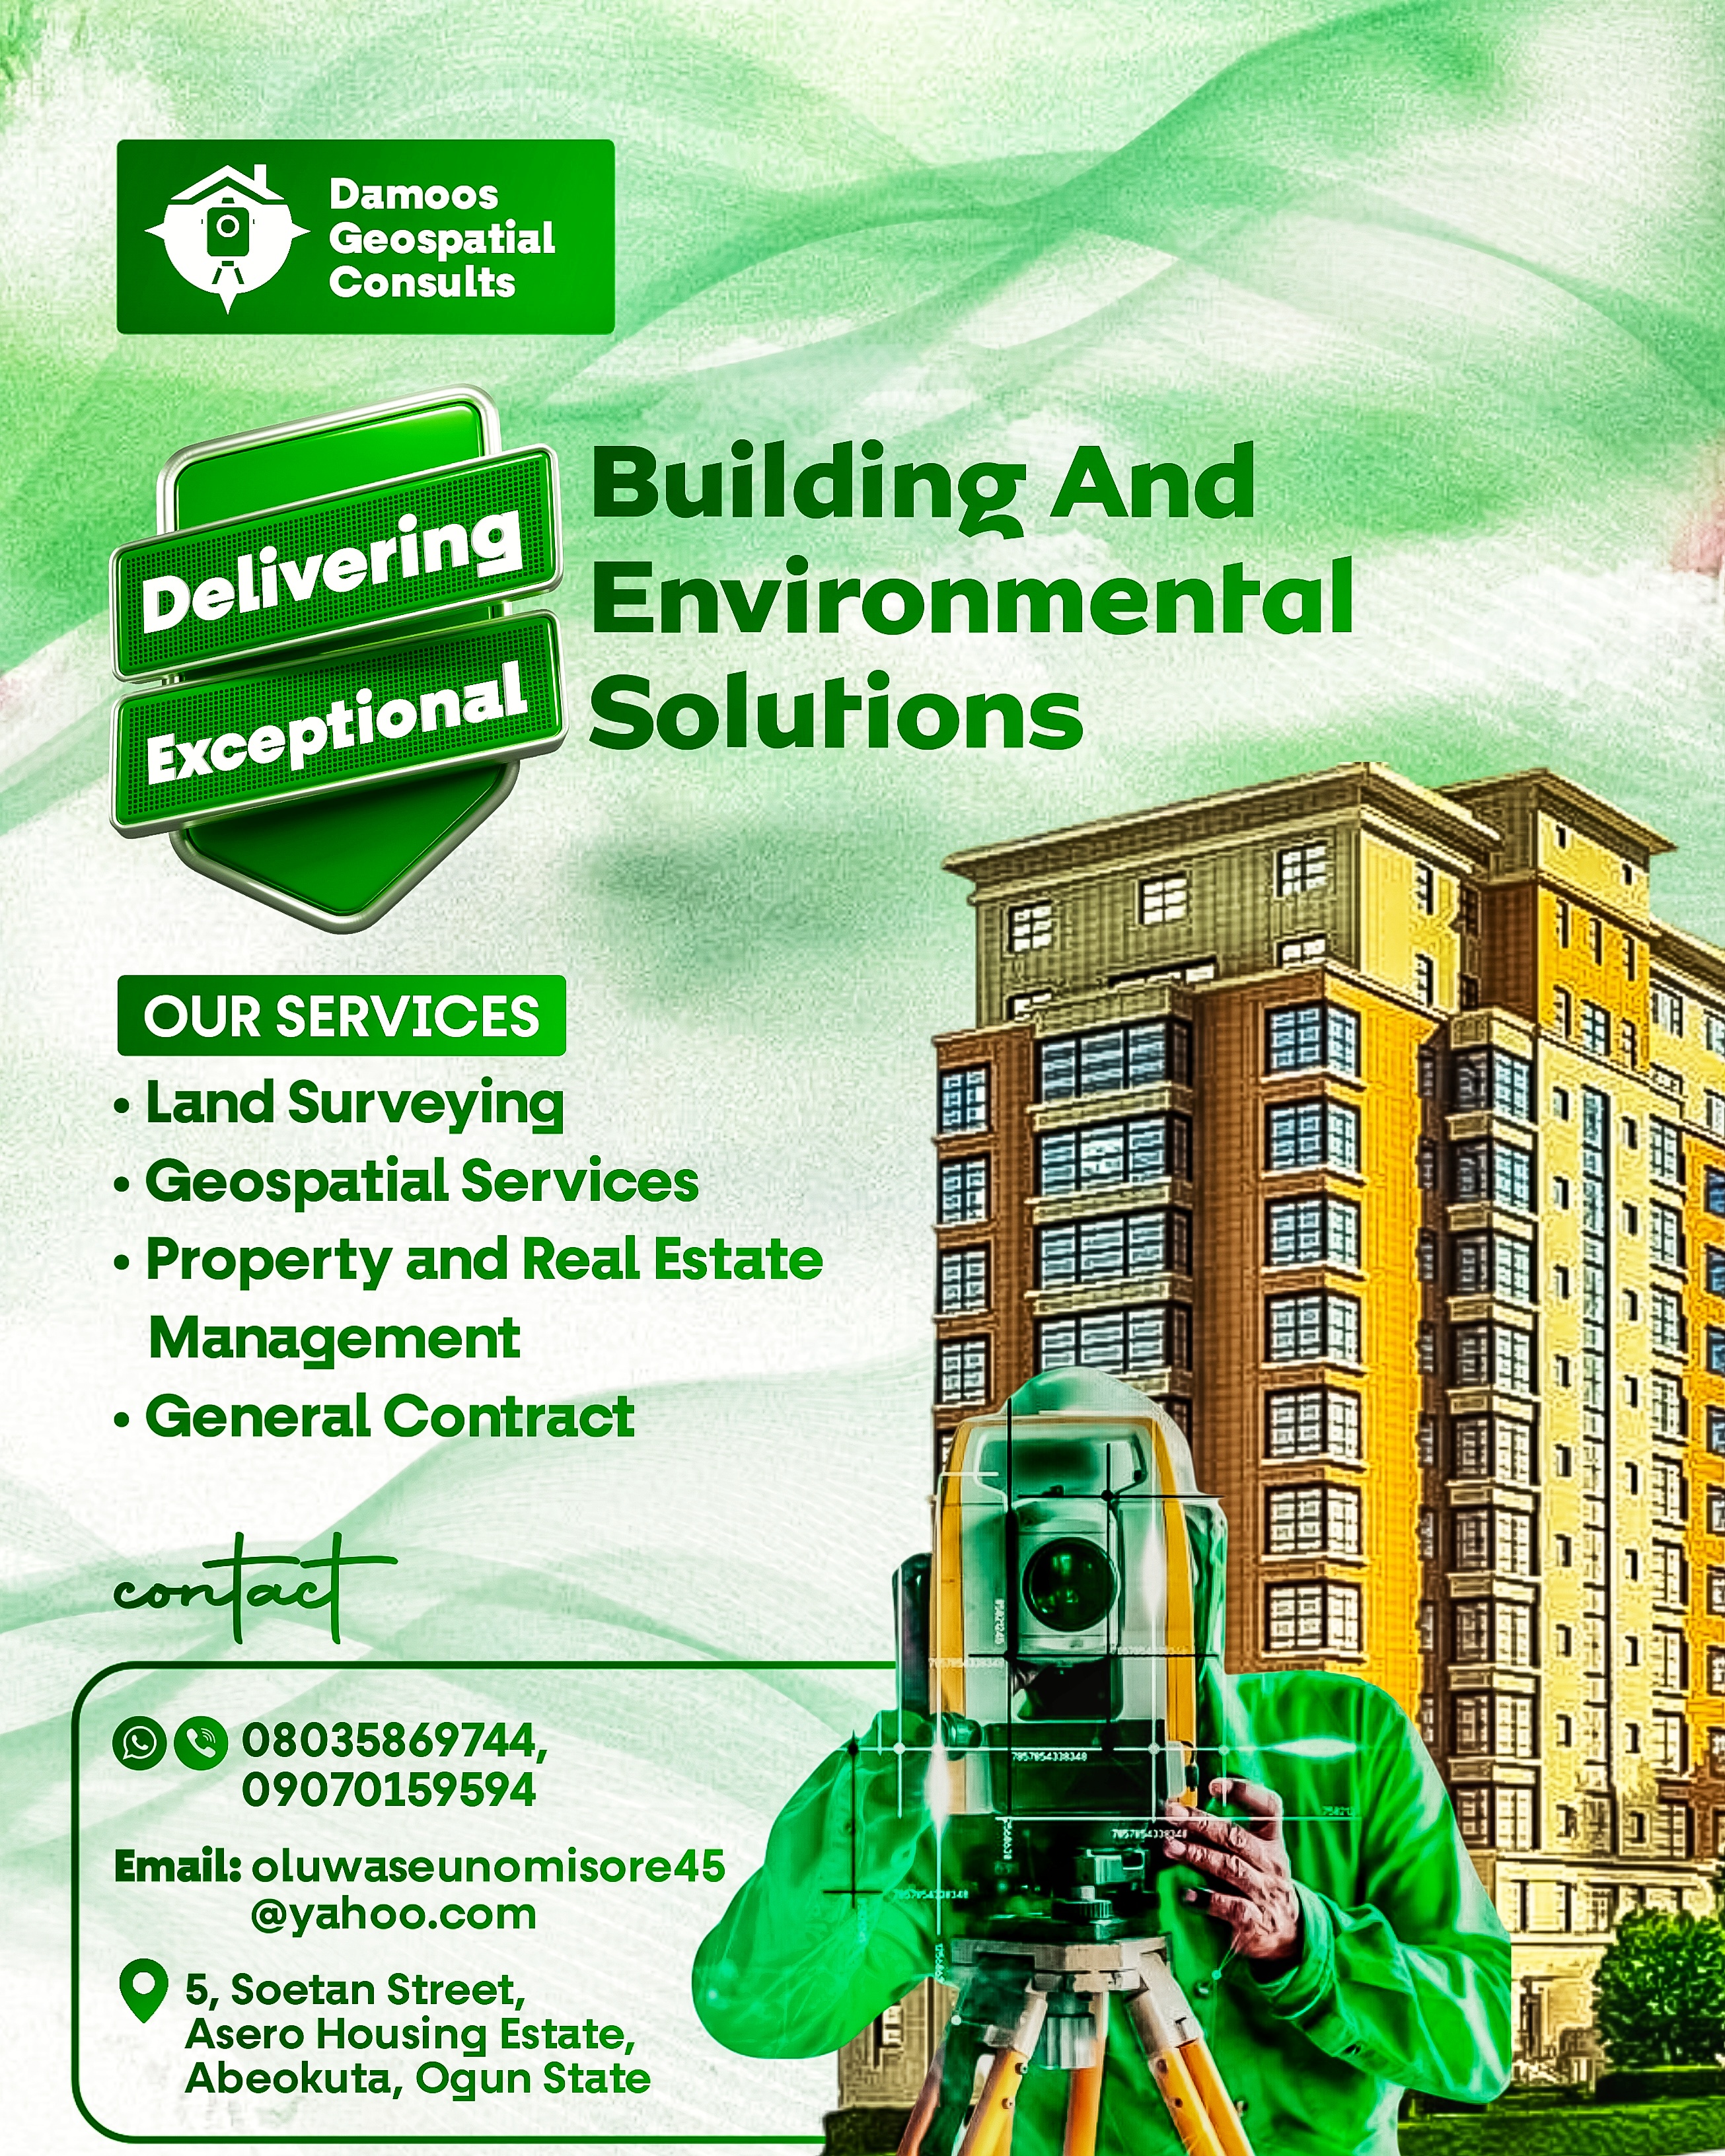 Damoos
Geospatial
Consults
Delivering
Exceptional
Building And
Environmental
Solutions
OUR SERVICES
• Land Surveying
• Geospatial Services
• Property and Real Estate
Management
• General Contract
contact
08035869744,
09070159594
Email: oluwaseunomisore45
@yahoo.com
5, Soetan Street,
Asero Housing Estate,
Abeokuta, Ogun State